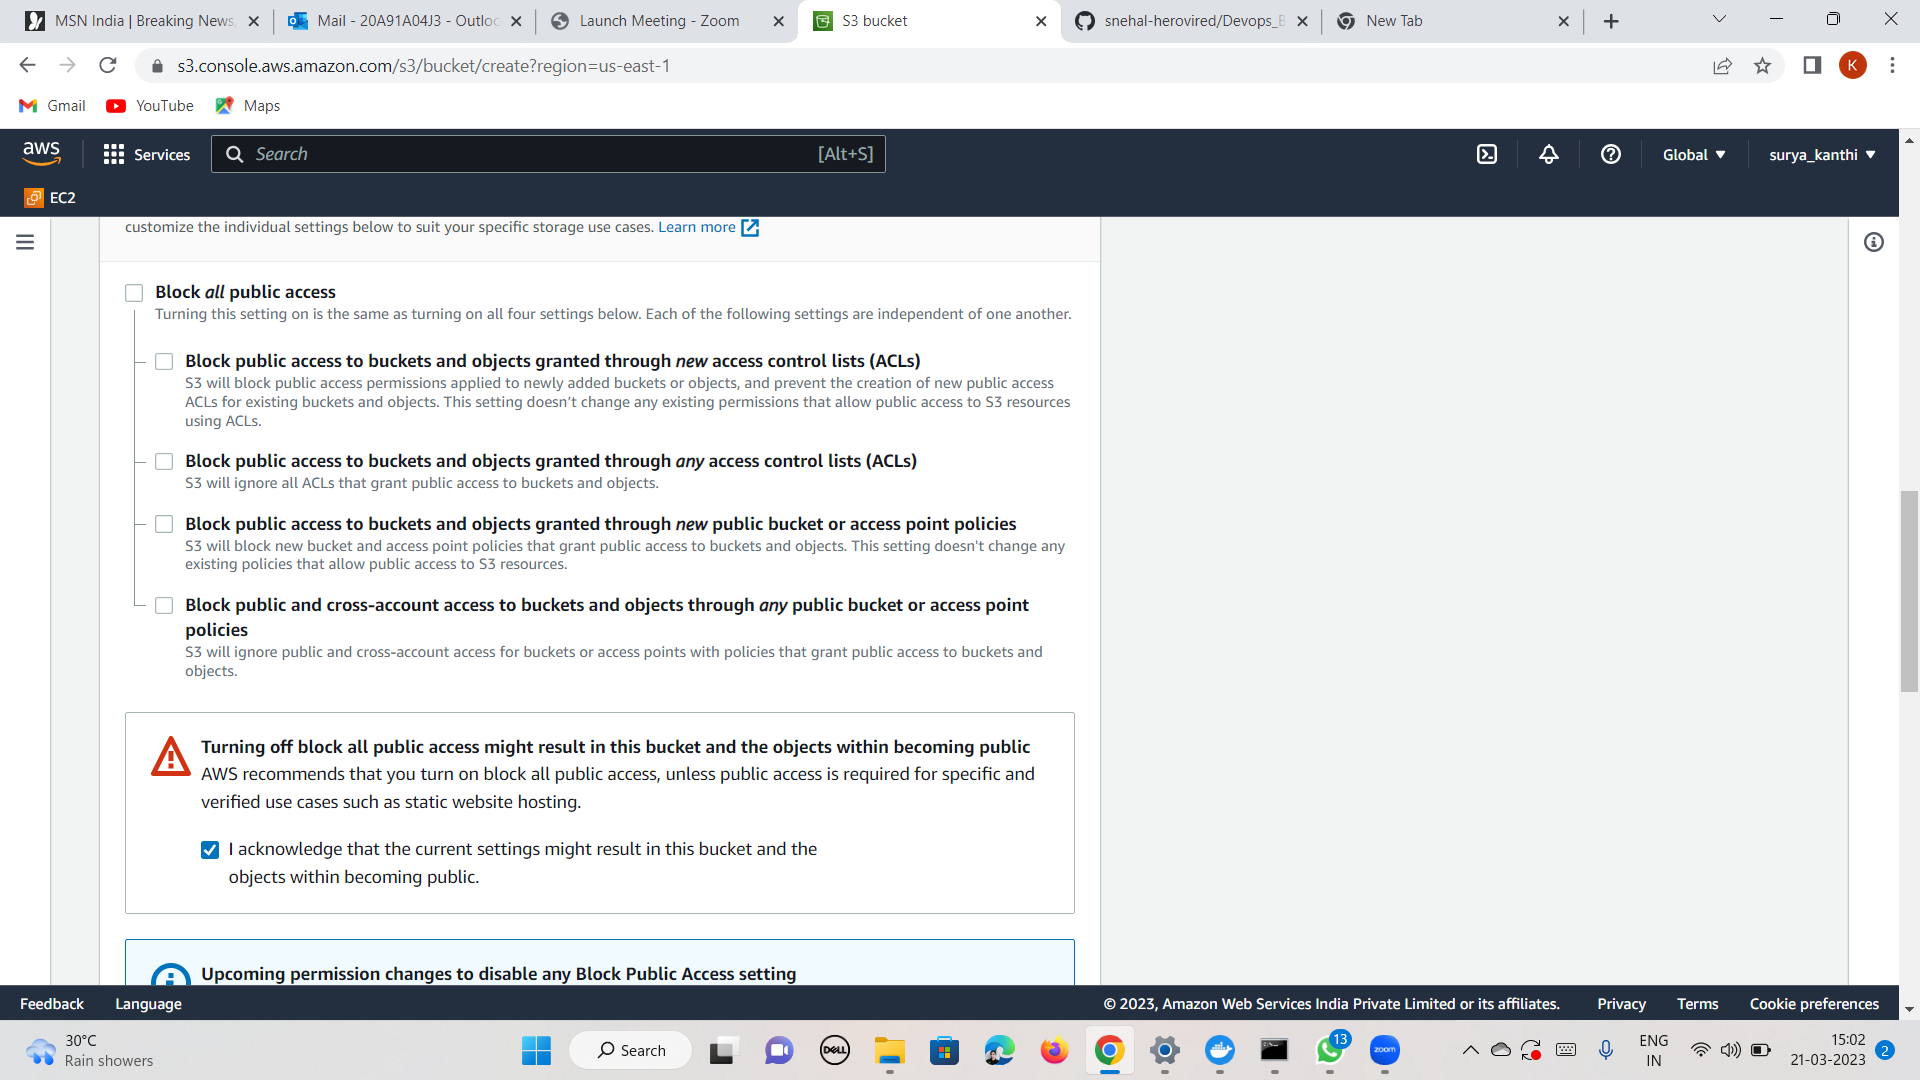 MSN India | Breaking News,
Mail - 20A91A04J3 - Outloo
Launch Meeting - Zoom
S3 bucket
snehal-herovired/Devops_B
New Tab
s3.console.aws.amazon.com/s3/bucket/create?region=us-east-1
K
Gmail
YouTube
Maps
aws
Services
Search
[Alt+S]
Global
surya_kanthi
EC2
customize the individual settings below to suit your specific storage use cases. Learn more
Block all public access
Turning this setting on is the same as turning on all four settings below. Each of the following settings are independent of one another.
Block public access to buckets and objects granted through new access control lists (ACLs)
S3 will block public access permissions applied to newly added buckets or objects, and prevent the creation of new public access
ACLs for existing buckets and objects. This setting doesn't change any existing permissions that allow public access to S3 resources
using ACLs.
Block public access to buckets and objects granted through any access control lists (ACLs)
S3 will ignore all ACLs that grant public access to buckets and objects.
Block public access to buckets and objects granted through new public bucket or access point policies
S3 will block new bucket and access point policies that grant public access to buckets and objects. This setting doesn't change any
existing policies that allow public access to S3 resources.
Block public and cross-account access to buckets and objects through any public bucket or access point
policies
S3 will ignore public and cross-account access for buckets or access points with policies that grant public access to buckets and
objects.
Turning off block all public access might result in this bucket and the objects within becoming public
AWS recommends that you turn on block all public access, unless public access is required for specific and
verified use cases such as static website hosting.
I acknowledge that the current settings might result in this bucket and the
objects within becoming public.
Upcoming permission changes to disable any Block Public Access setting
Feedback
Language
© 2023, Amazon Web Services India Private Limited or its affiliates.
Privacy
Terms
Cookie preferences
30°C
Rain showers
Search
DELL
13
zoom
ENG
IN
15:02
21-03-2023
2